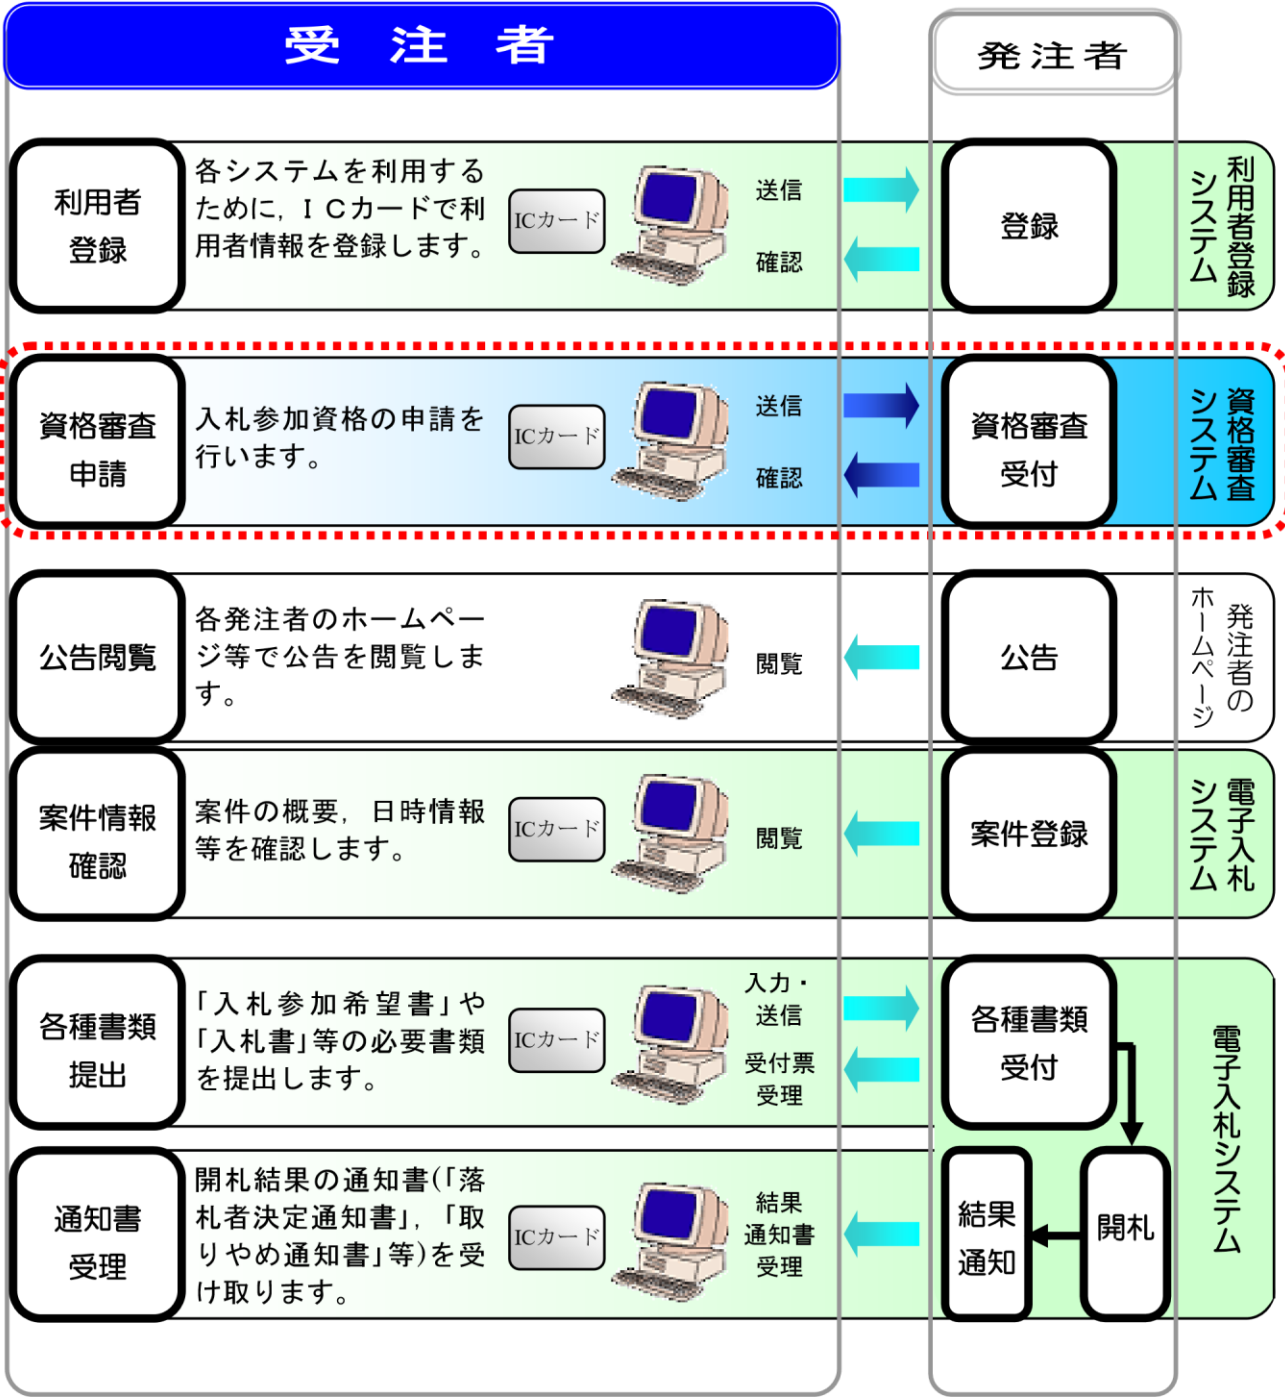 受 注 者
発注者
利用者
登録
各システムを利用する
ために，ＩＣカードで利
用者情報を登録します。
ICカード
送信
確認
登録
利用者登録
システム
資格審査
申請
入札参加資格の申請を
行います。
ICカード
送信
確認
資格審査
受付
資格審査
システム
公告閲覧
各発注者のホームペー
ジ等で公告を閲覧しま
す。
閲覧
公告
発注者の
ホームページ
案件情報
確認
案件の概要，日時情報
等を確認します。
ICカード
閲覧
案件登録
電子入札
システム
各種書類
提出
「入札参加希望書」や
「入札書」等の必要書類
を提出します。
ICカード
入力・
送信
受付票
受理
各種書類
受付
電子入札システム
通知書
受理
開札結果の通知書(「落
札者決定通知書」，「取
りやめ通知書」等)を受
け取ります。
ICカード
結果
通知書
受理
結果
通知
開札